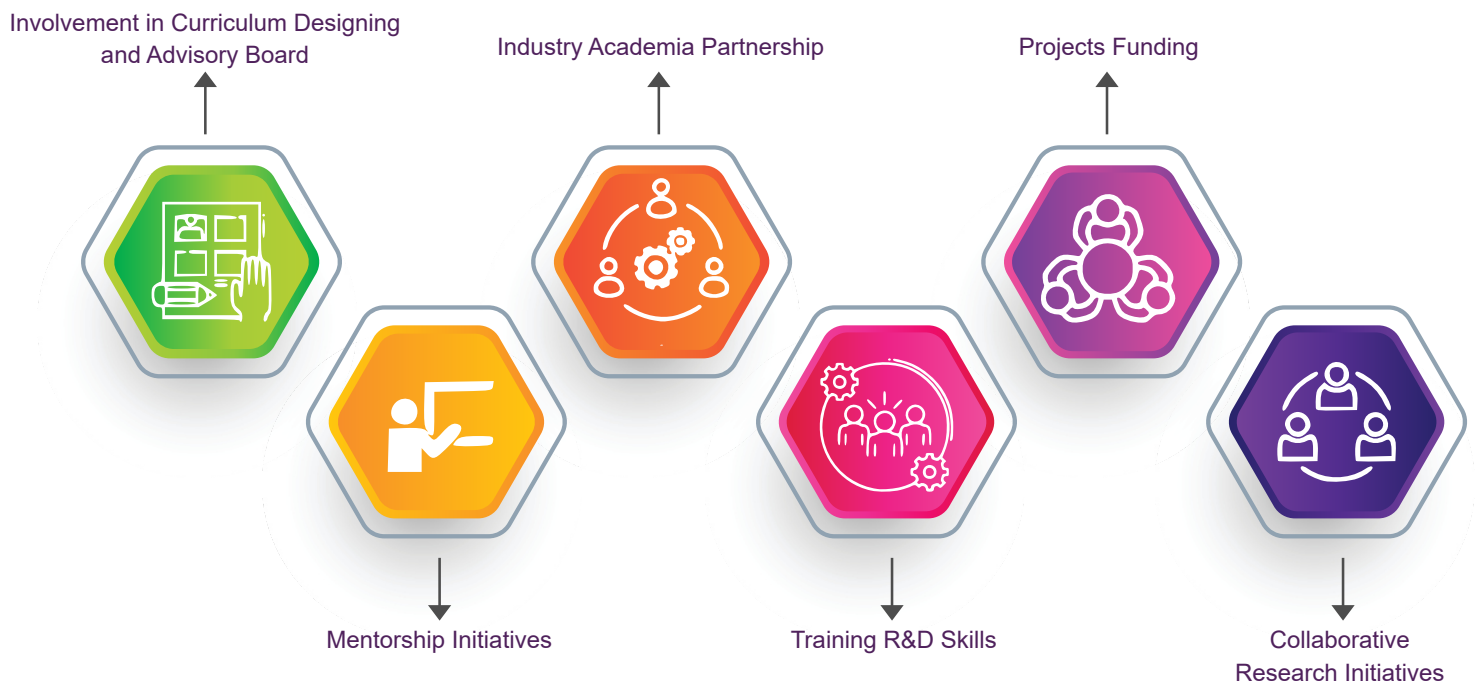 Involvement in Curriculum Designing
and Advisory Board
Industry Academia Partnership
Projects Funding
Mentorship Initiatives
Training R&D Skills
Collaborative
Research Initiatives